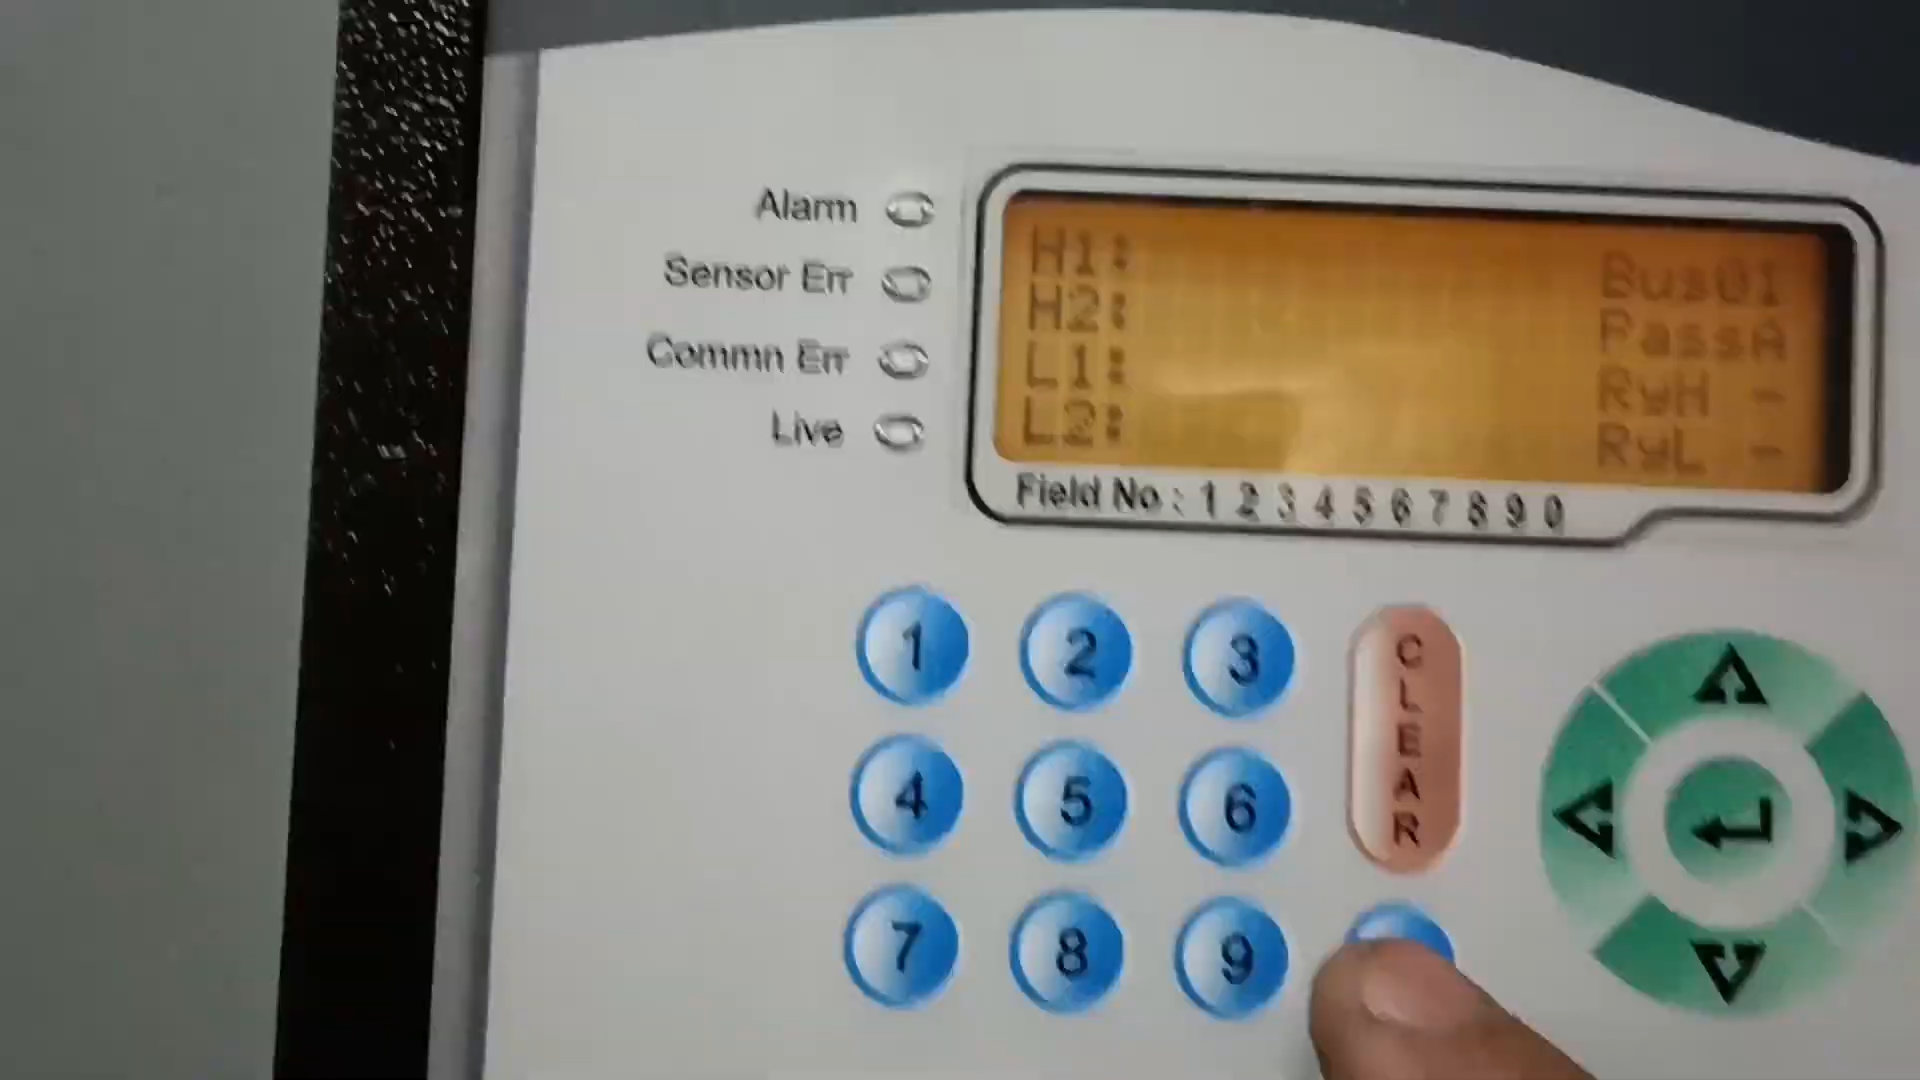 Alarm
Sensor Err
Commn Err
Live
H1: Bus01
H2: PassA
L1: RyH -
L2: RyL -
Field No : 1 2 3 4 5 6 7 8 9 0
1 2 3
4 5 6
7 8 9
CLEAR